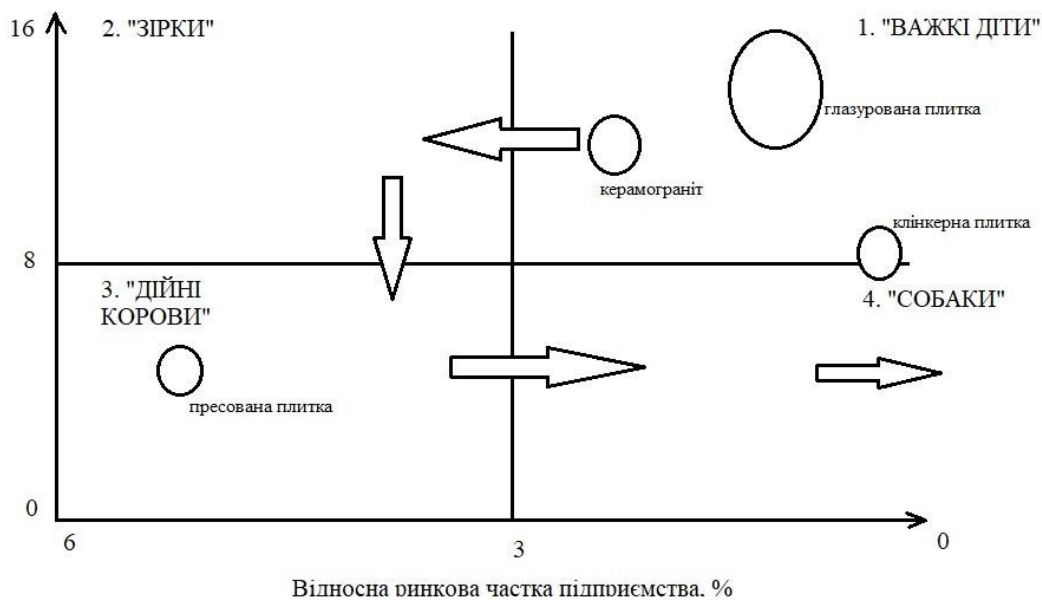 16
2. "ЗІРКИ"
1. "ВАЖКІ ДІТИ"
глазурована плитка
керамограніт
клінкерна плитка
8
3. "ДІЙНІ
КОРОВИ"
4. "СОБАКИ"
пресована плитка
0
6
3
0
Відносна ринкова частка підприємства, %